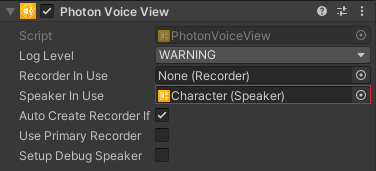 Photon Voice View
Script PhotonVoiceView
Log Level WARNING
Recorder In Use None (Recorder)
Speaker In Use Character (Speaker)
Auto Create Recorder If
Use Primary Recorder
Setup Debug Speaker